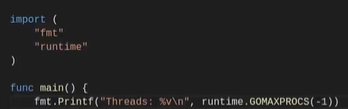 import (
    "fmt"
    "runtime"
)
func main() {
    fmt.Printf("Threads: %v\n", runtime.GOMAXPROCS(-1))